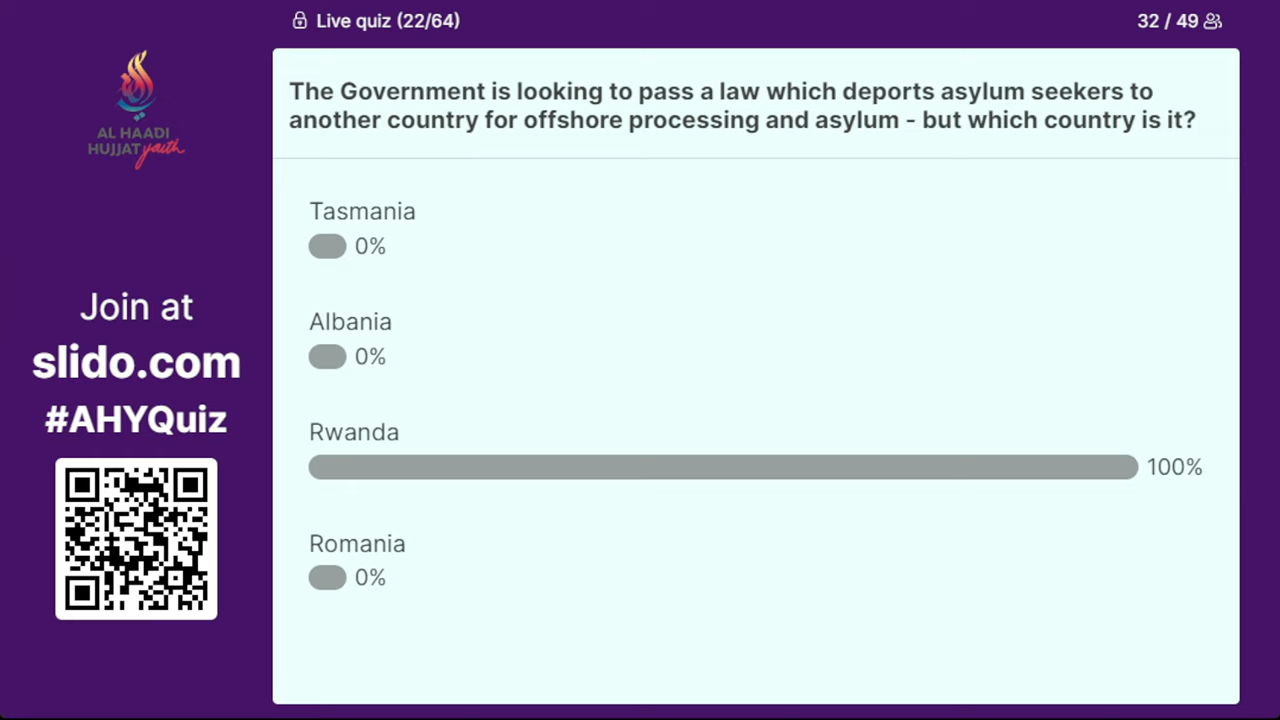 Live quiz (22/64)
32 / 49
AL HAADI
HUJJAT youth
Join at
slido.com
#AHYQuiz
The Government is looking to pass a law which deports asylum seekers to
another country for offshore processing and asylum - but which country is it?
Tasmania
0%
Albania
0%
Rwanda
100%
Romania
0%